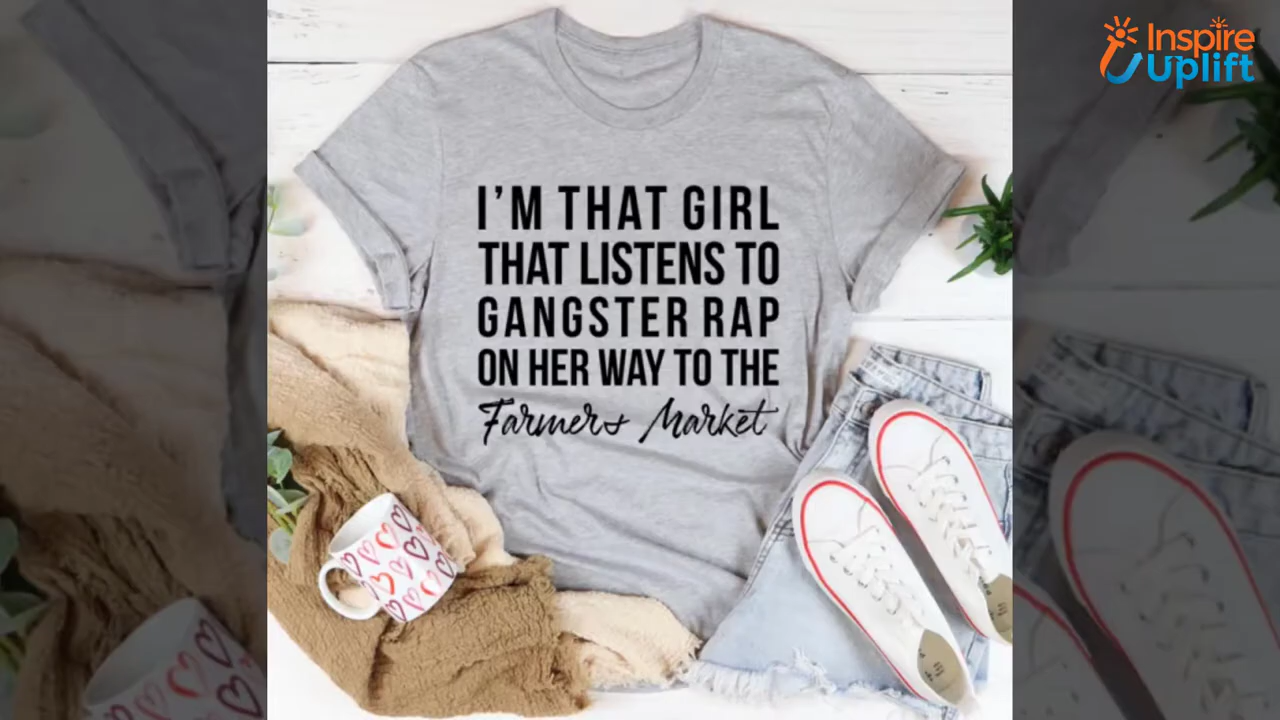 Inspire
Uplift
I'M THAT GIRL
THAT LISTENS TO
GANGSTER RAP
ON HER WAY TO THE
Farmers Market